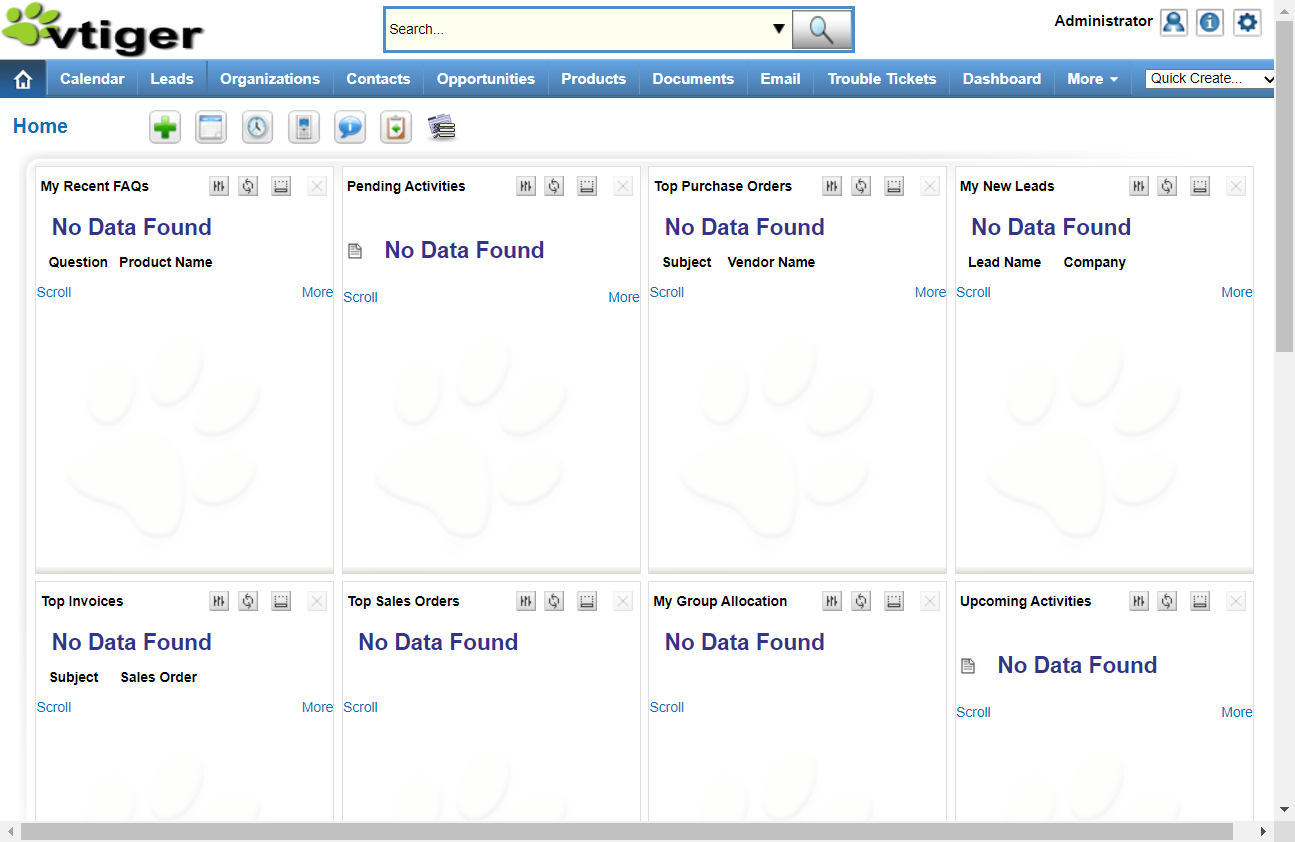 vtiger
Search...
Administrator
Calendar Leads Organizations Contacts Opportunities Products Documents Email Trouble Tickets Dashboard More Quick Create...
Home
My Recent FAQs
No Data Found
Question Product Name
Scroll More
Pending Activities
No Data Found
Scroll More
Top Purchase Orders
No Data Found
Subject Vendor Name
Scroll More
My New Leads
No Data Found
Lead Name Company
Scroll More
Top Invoices
No Data Found
Subject Sales Order
Scroll More
Top Sales Orders
No Data Found
Scroll
My Group Allocation
No Data Found
Scroll
Upcoming Activities
No Data Found
Scroll More